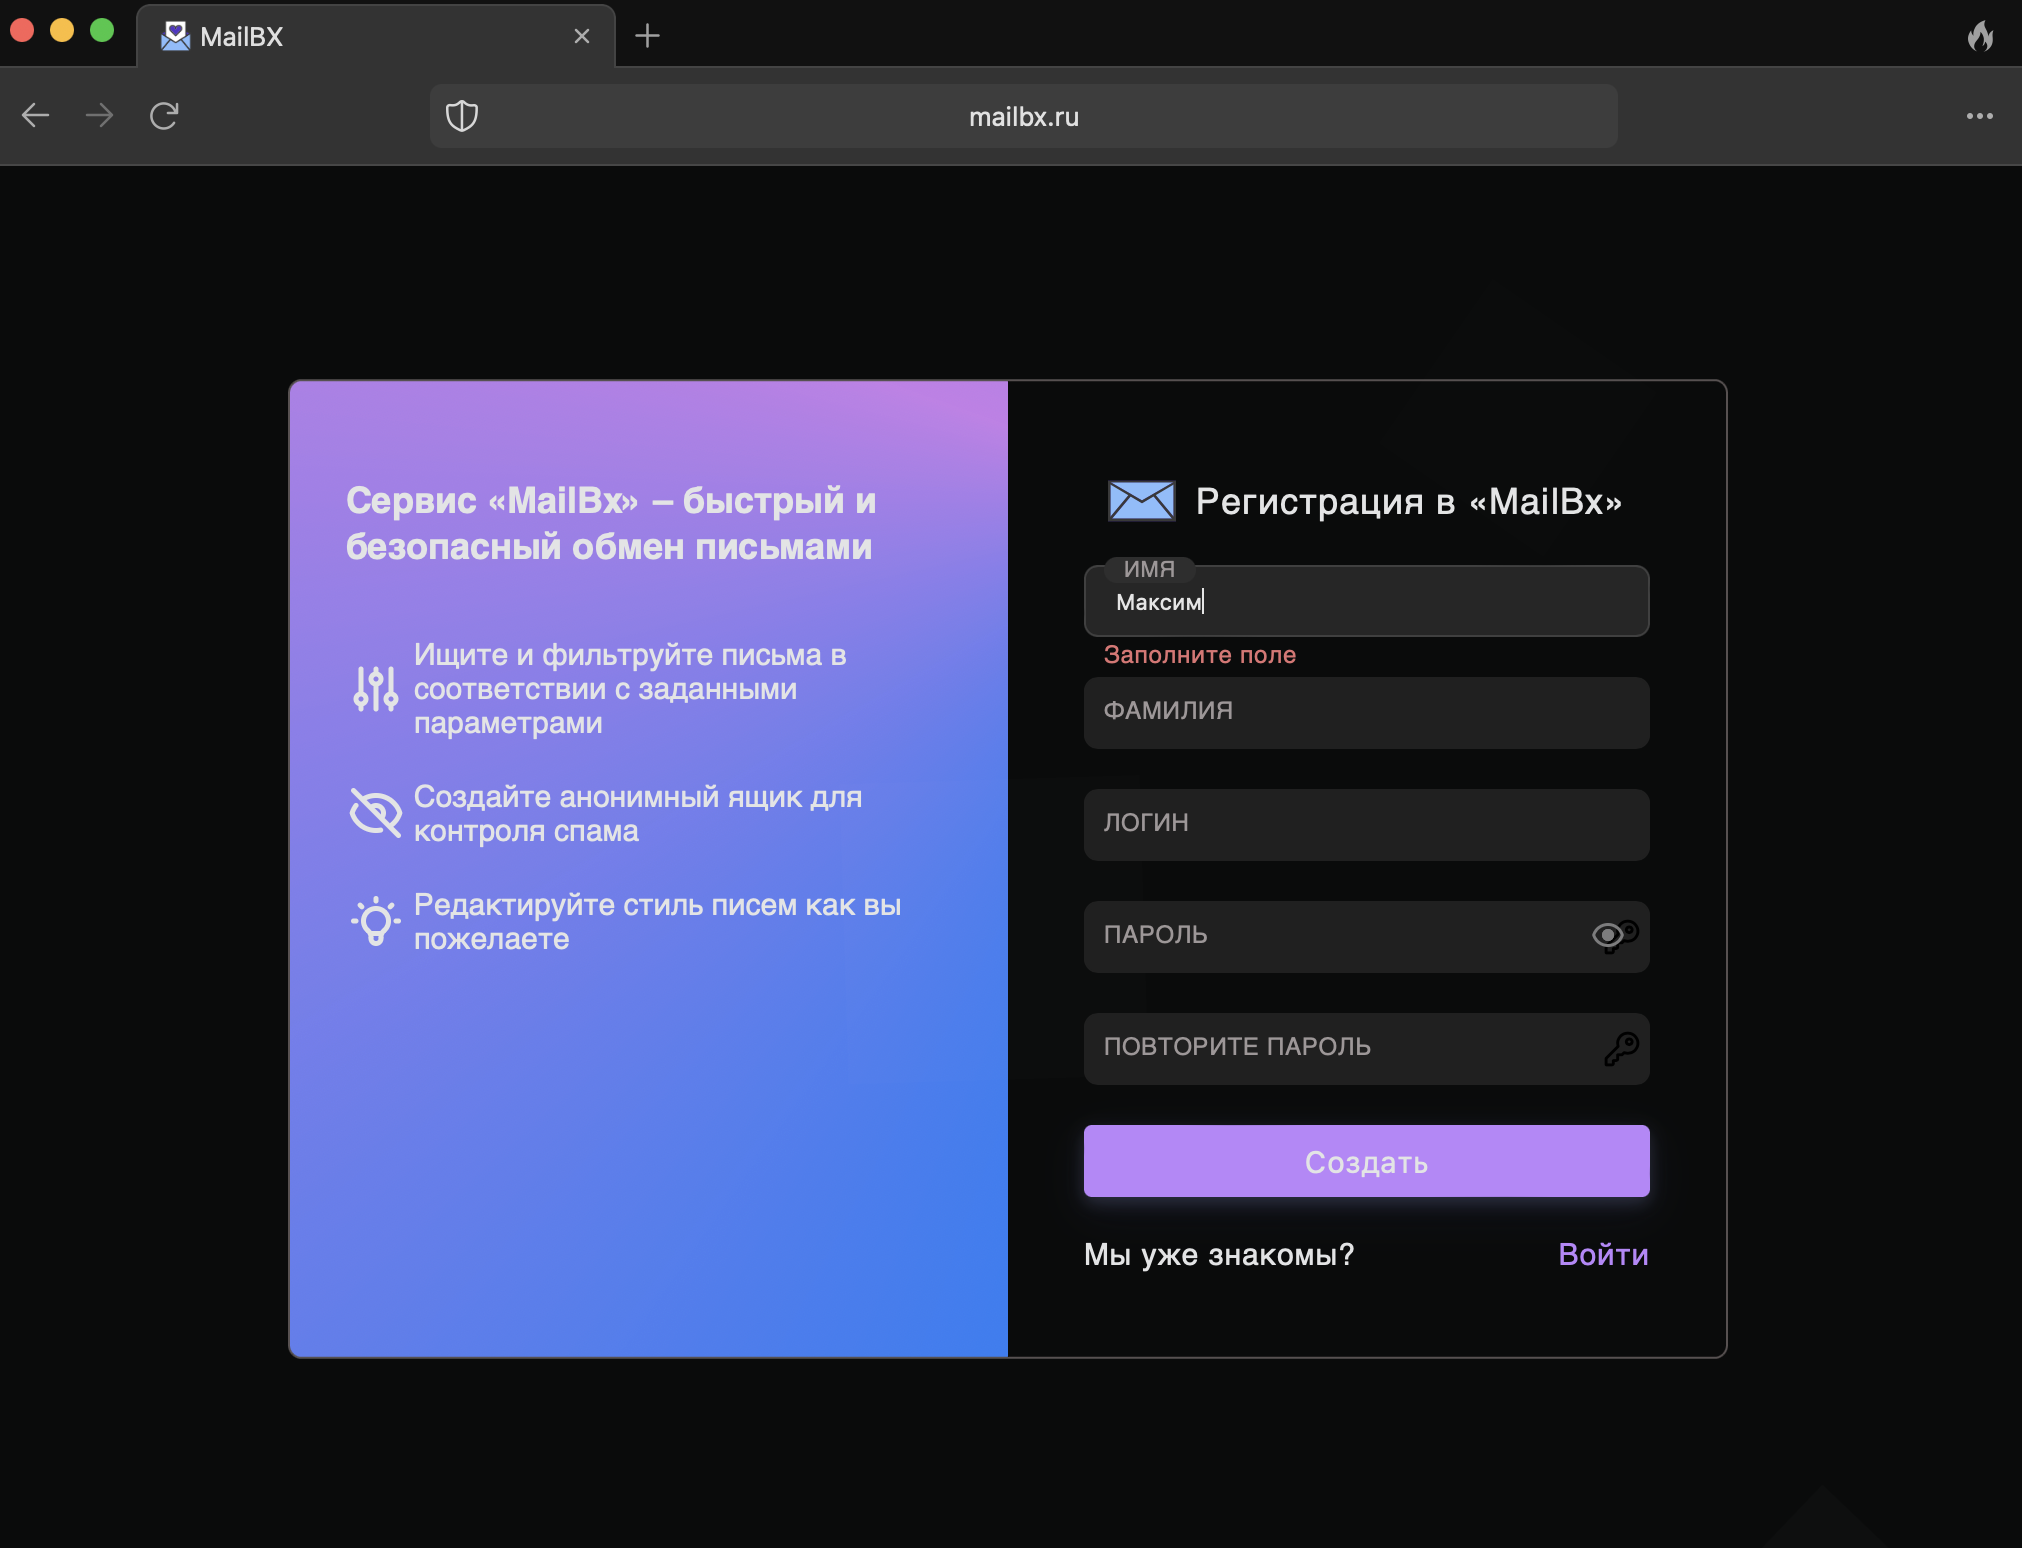 MailBX
mailbx.ru
Сервис «MailBx» – быстрый и
безопасный обмен письмами
Ищите и фильтруйте письма в
соответствии с заданными
параметрами
Создайте анонимный ящик для
контроля спама
Редактируйте стиль писем как вы
пожелаете
Регистрация в «MailBx»
ИМЯ
Максим
Заполните поле
ФАМИЛИЯ
ЛОГИН
ПАРОЛЬ
ПОВТОРИТЕ ПАРОЛЬ
Создать
Мы уже знакомы? Войти